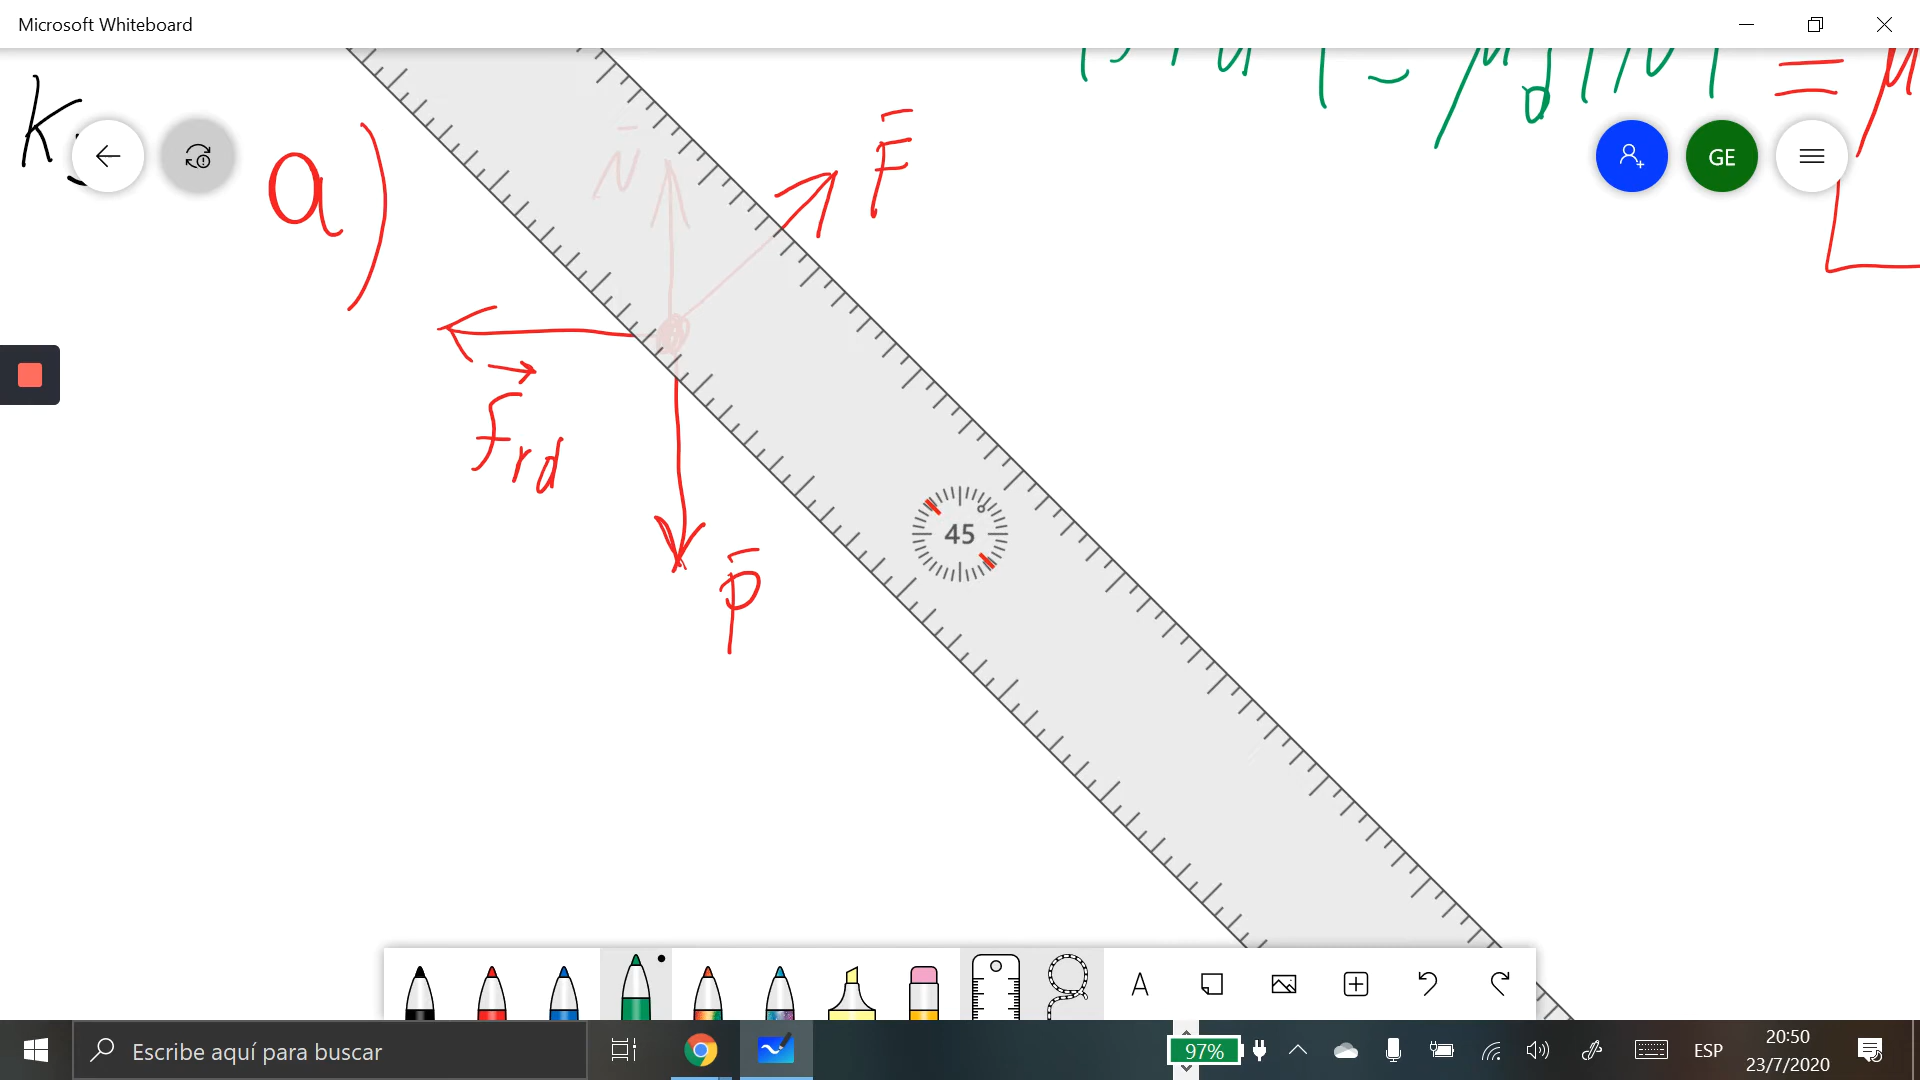 Microsoft Whiteboard
K
a)
N
F
GE
frd
P
45
Escribe aquí para buscar
97%
ESP
20:50
23/7/2020